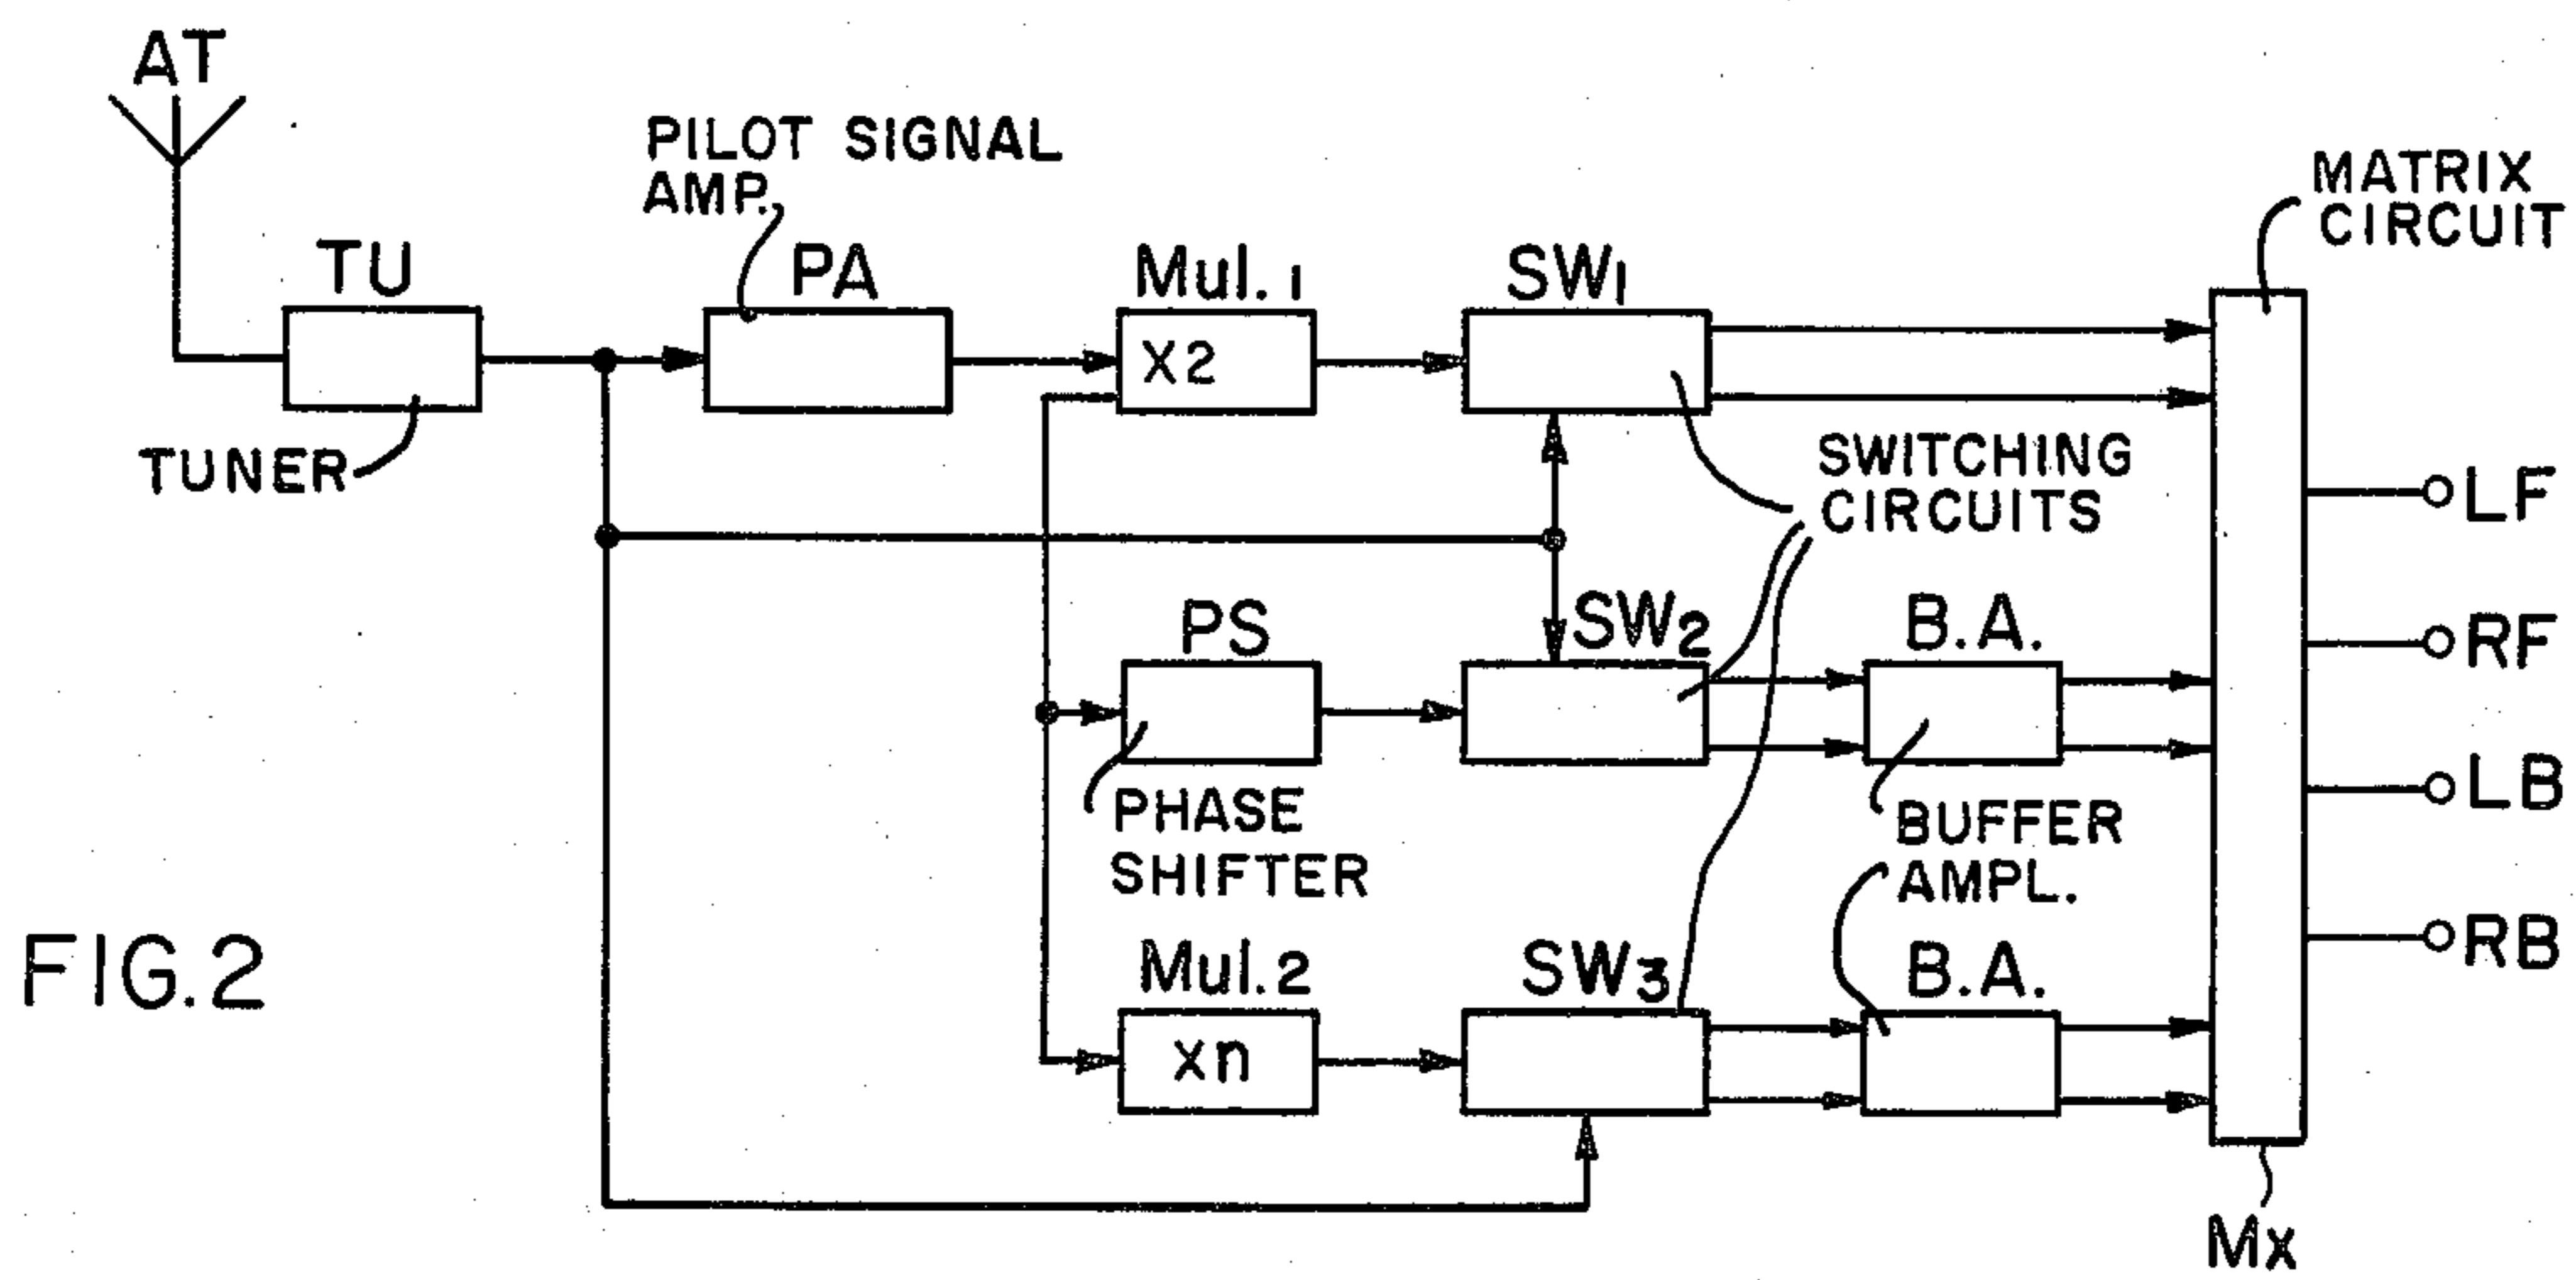 AT
PILOT SIGNAL
AMP.
MATRIX
CIRCUIT
TU
PA
Mul.1
SW1
X2
TUNER
SWITCHING
CIRCUITS
LF
PS
SW2
B.A.
RF
PHASE
SHIFTER
BUFFER
AMPL.
LB
FIG.2
Mul.2
SW3
B.A.
RB
xn
Mx